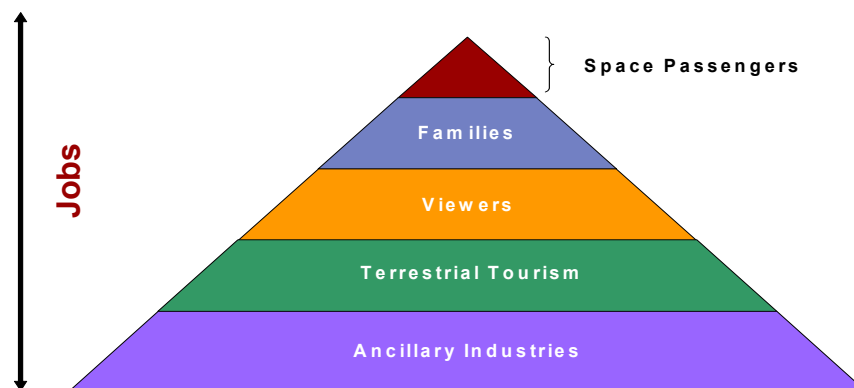 Space Passengers
Families
Jobs
Viewers
Terrestrial Tourism
Ancillary Industries